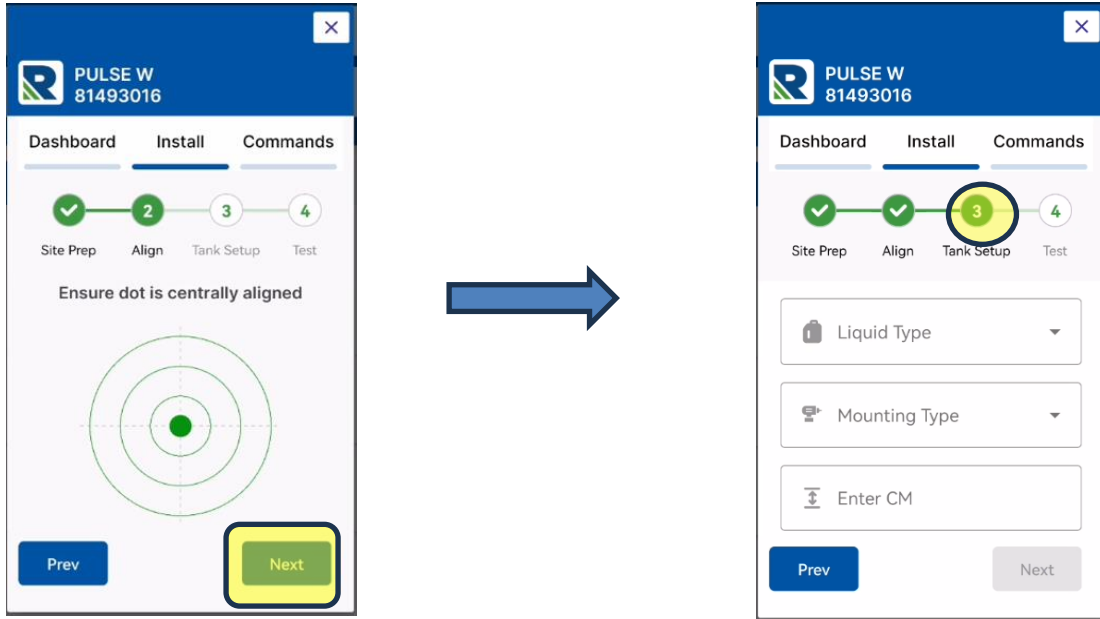 PULSE W
81493016
Dashboard Install Commands
2 3 4
Site Prep Align Tank Setup Test
Ensure dot is centrally aligned
Prev Next
PULSE W
81493016
Dashboard Install Commands
3 4
Site Prep Align Tank Setup Test
Liquid Type
Mounting Type
Enter CM
Prev Next